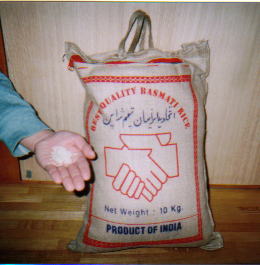 BEST QUALITY BASMATI RICE
Net Weight : 10 Kg.
PRODUCT OF INDIA